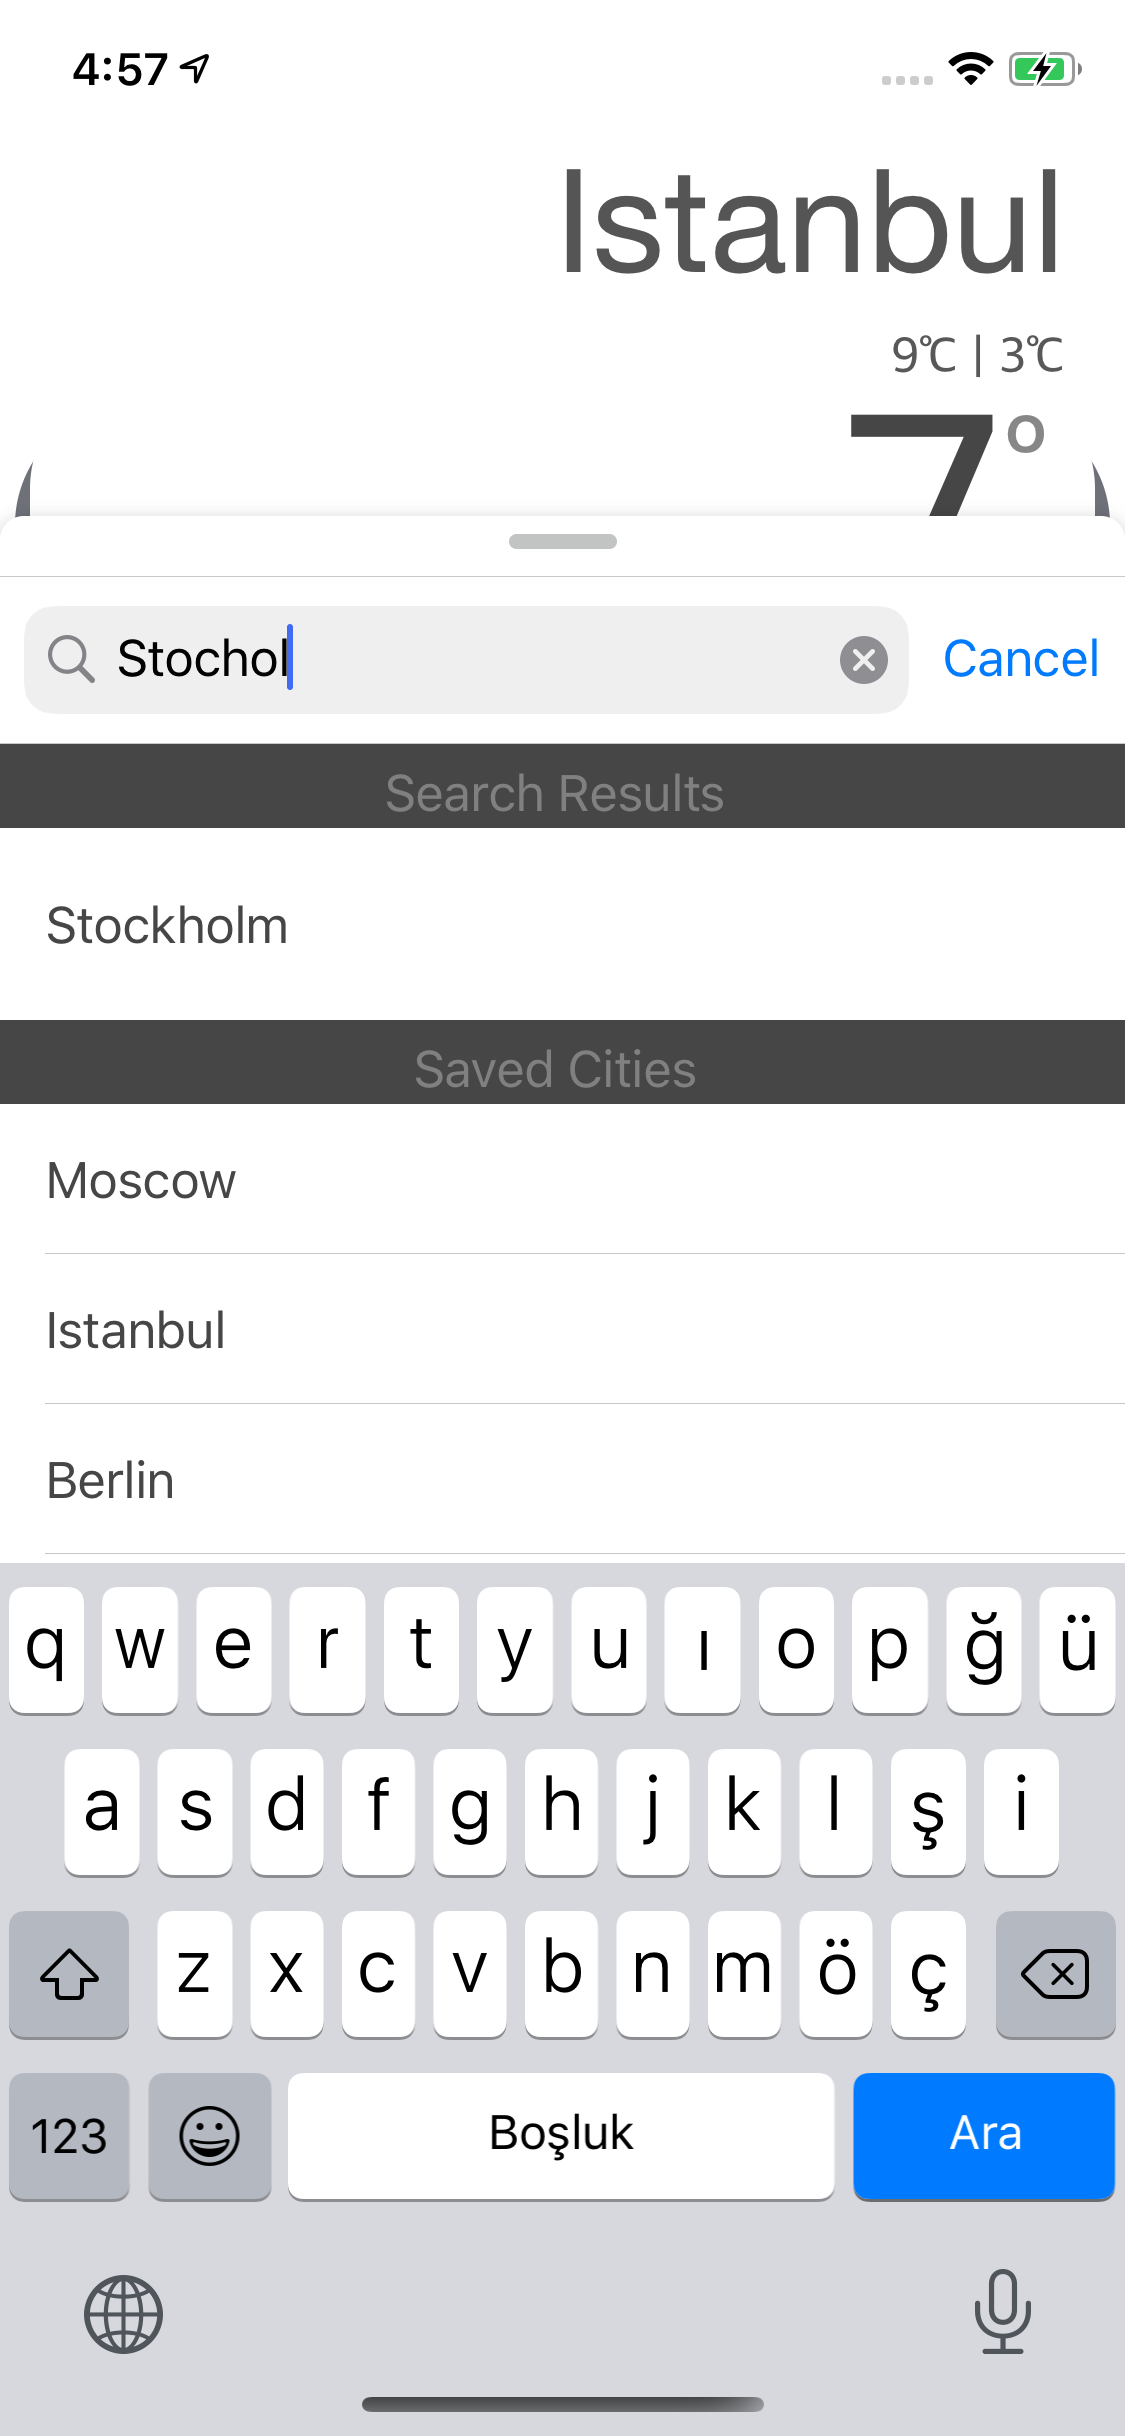 4:57
Istanbul
9℃ | 3℃
7°
Stochol
Cancel
Search Results
Stockholm
Saved Cities
Moscow
Istanbul
Berlin
q w e r t y u ı o p ğ ü
a s d f g h j k l ş i
z x c v b n m ö ç
123 Boşluk Ara